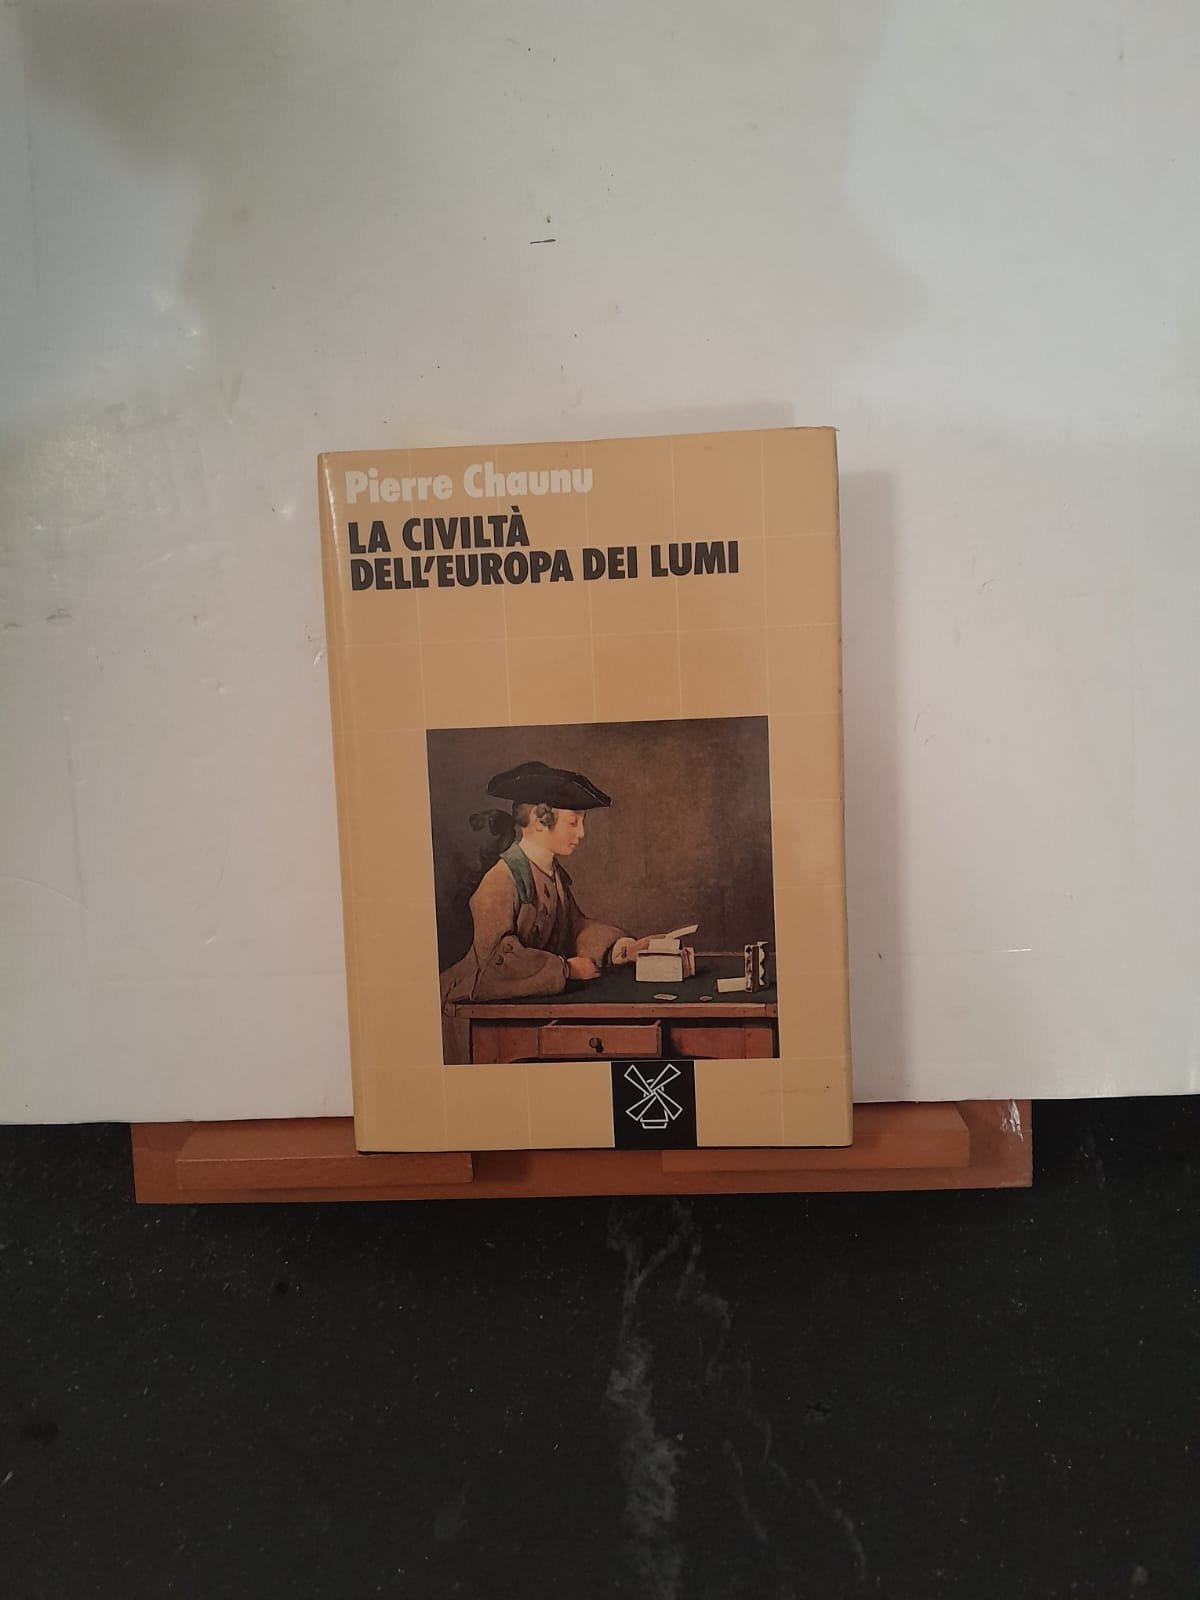 Pierre Chaunu
LA CIVILTÀ
DELL'EUROPA DEI LUMI